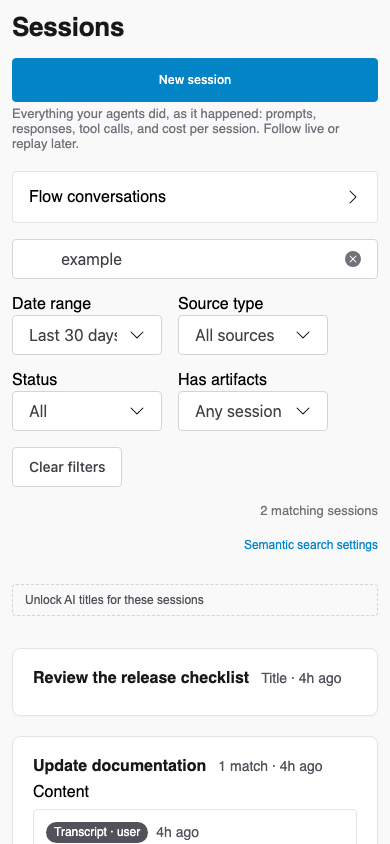 Sessions
New session
Everything your agents did, as it happened: prompts,
responses, tool calls, and cost per session. Follow live or
replay later.
Flow conversations
example
Date range
Source type
Last 30 days
All sources
Status
Has artifacts
All
Any session
Clear filters
2 matching sessions
Semantic search settings
Unlock AI titles for these sessions
Review the release checklist Title · 4h ago
Update documentation 1 match · 4h ago
Content
Transcript · user 4h ago